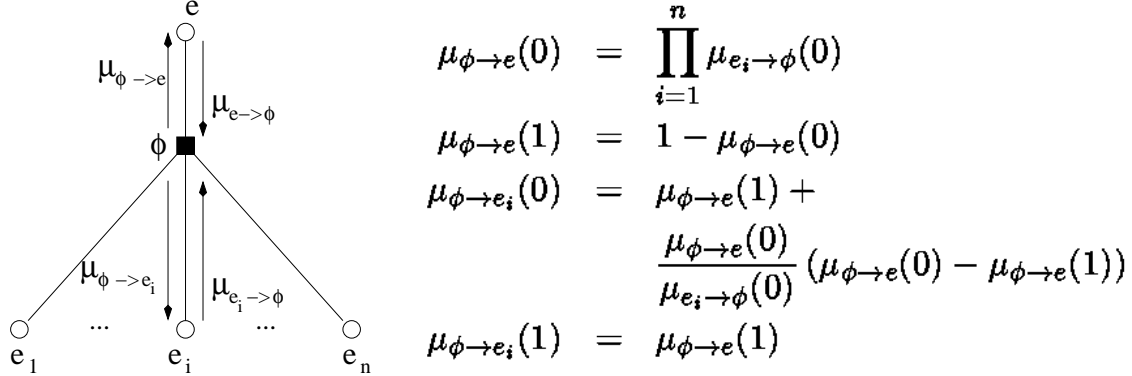 e
μ_{ϕ->e}
μ_{e->ϕ}
ϕ
μ_{ϕ->e_i}
μ_{e_i->ϕ}
... ...
e_1 e_i e_n
μ_{ϕ→e}(0) = ∏_{i=1}^{n} μ_{e_i→ϕ}(0)
μ_{ϕ→e}(1) = 1 − μ_{ϕ→e}(0)
μ_{ϕ→e_i}(0) = μ_{ϕ→e}(1) +
\frac{μ_{ϕ→e}(0)}{μ_{e_i→ϕ}(0)} (μ_{ϕ→e}(0) − μ_{ϕ→e}(1))
μ_{ϕ→e_i}(1) = μ_{ϕ→e}(1)